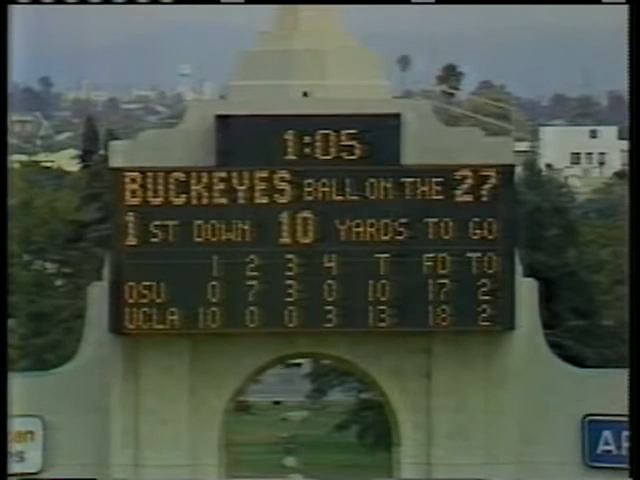 1:05
BUCKEYES BALL ON THE 27
1 ST DOWN 10 YARDS TO GO
1 2 3 4 T FD TO
OSU 0 7 3 0 10 17 2
UCLA 10 0 0 3 13 18 2